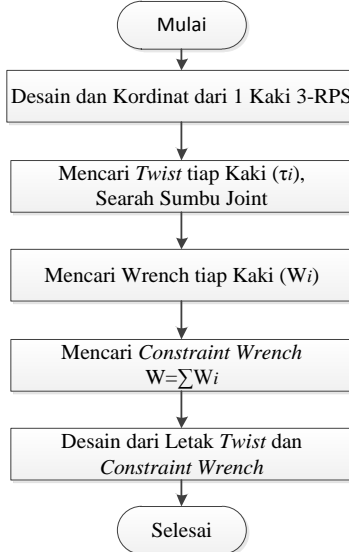 Mulai
Desain dan Kordinat dari 1 Kaki 3-RPS
Mencari Twist tiap Kaki (τi),
Searah Sumbu Joint
Mencari Wrench tiap Kaki (Wi)
Mencari Constraint Wrench
W=∑Wi
Desain dari Letak Twist dan
Constraint Wrench
Selesai